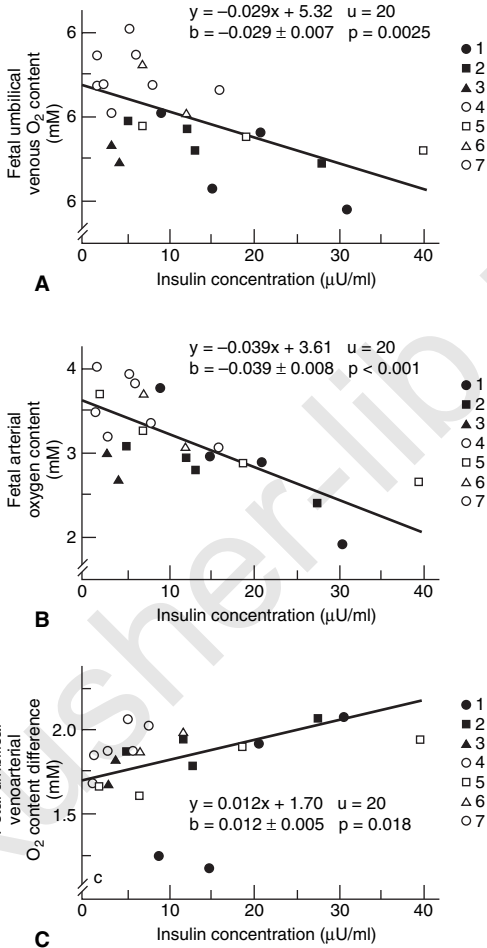 y = –0.029x + 5.32 u = 20
b = –0.029 ± 0.007 p = 0.0025
6
6
6
Fetal umbilical
venous O2 content
(mM)
0 10 20 30 40
Insulin concentration (μU/ml)
A
1
2
3
4
5
6
7
y = –0.039x + 3.61 u = 20
b = –0.039 ± 0.008 p < 0.001
4
3
2
Fetal arterial
oxygen content
(mM)
0 10 20 30 40
Insulin concentration (μU/ml)
B
1
2
3
4
5
6
7
2.0
1.5
venoarterial
O2 content difference
(mM)
y = 0.012x + 1.70 u = 20
b = 0.012 ± 0.005 p = 0.018
c
0 10 20 30 40
Insulin concentration (μU/ml)
C
1
2
3
4
5
6
7
usher-lib